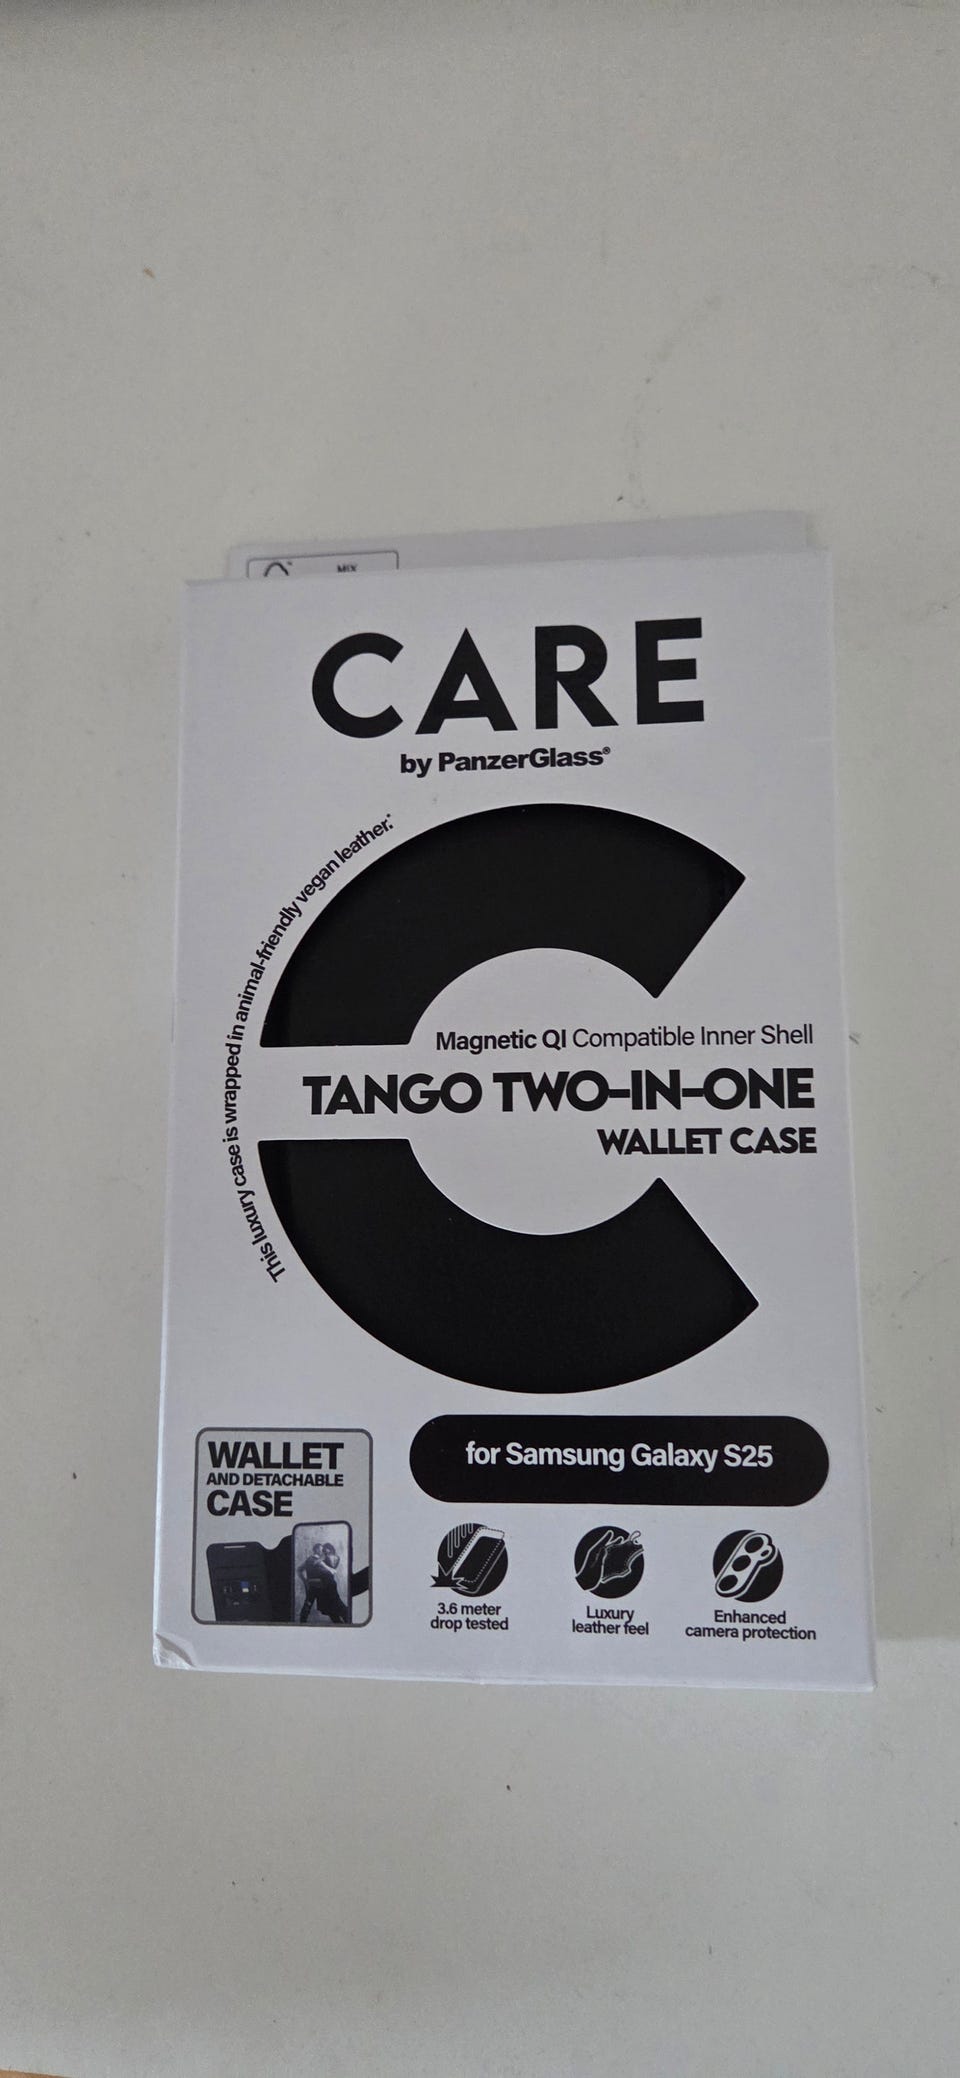 MIX
CARE
by PanzerGlass®
This luxury case is wrapped in animal-friendly vegan leather.*
Magnetic QI Compatible Inner Shell
TANGO TWO-IN-ONE
WALLET CASE
for Samsung Galaxy S25
WALLET
AND DETACHABLE
CASE
3.6 meter
drop tested
Luxury
leather feel
Enhanced
camera protection